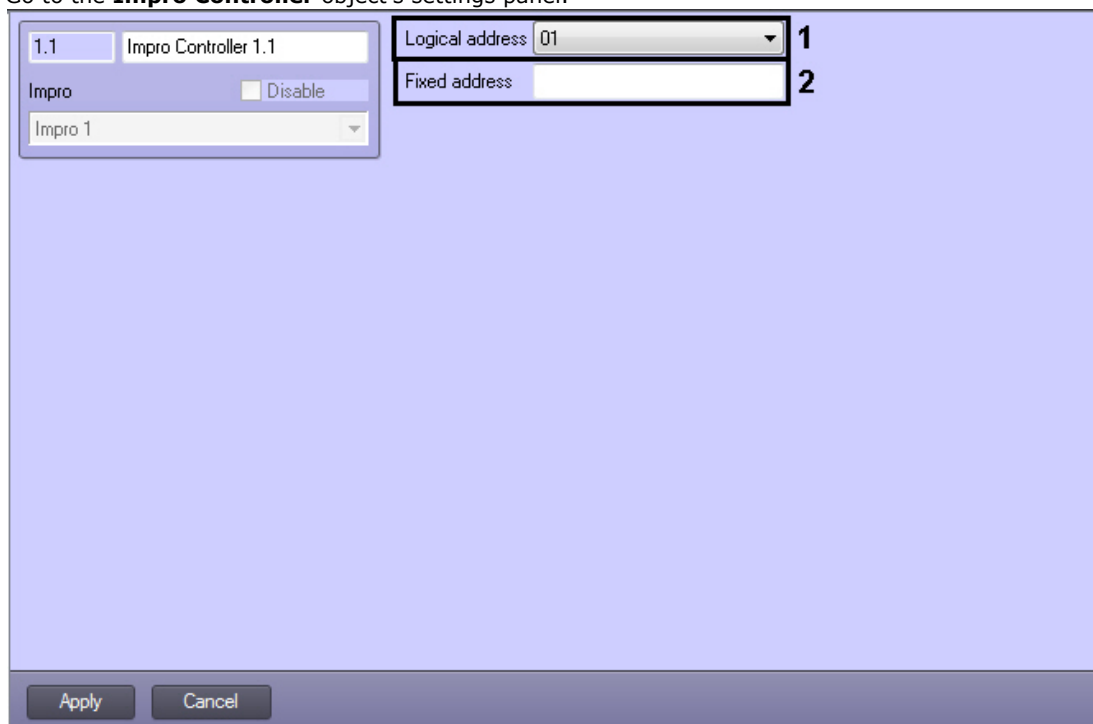 Go to the Impro Controller object's settings panel.
1.1 Impro Controller 1.1
Impro Disable
Impro 1
Logical address 01 1
Fixed address 2
Apply Cancel